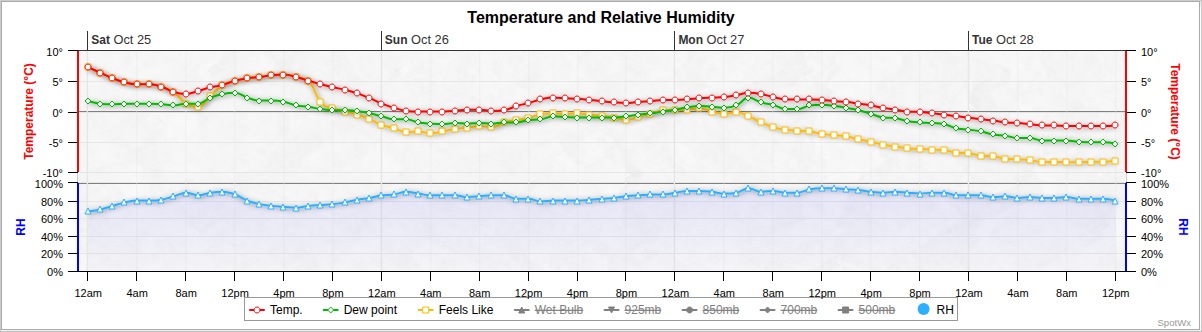 Temperature and Relative Humidity
Sat Oct 25 Sun Oct 26 Mon Oct 27 Tue Oct 28
10° 10°
5° 5°
0° 0°
-5° -5°
-10° -10°
Temperature (°C) Temperature (°C)
100% 100%
80% 80%
60% 60%
40% 40%
20% 20%
0% 0%
RH RH
12am 4am 8am 12pm 4pm 8pm 12am 4am 8am 12pm 4pm 8pm 12am 4am 8am 12pm 4pm 8pm 12am 4am 8am 12pm
Temp. Dew point Feels Like Wet Bulb 925mb 850mb 700mb 500mb RH
SpotWx